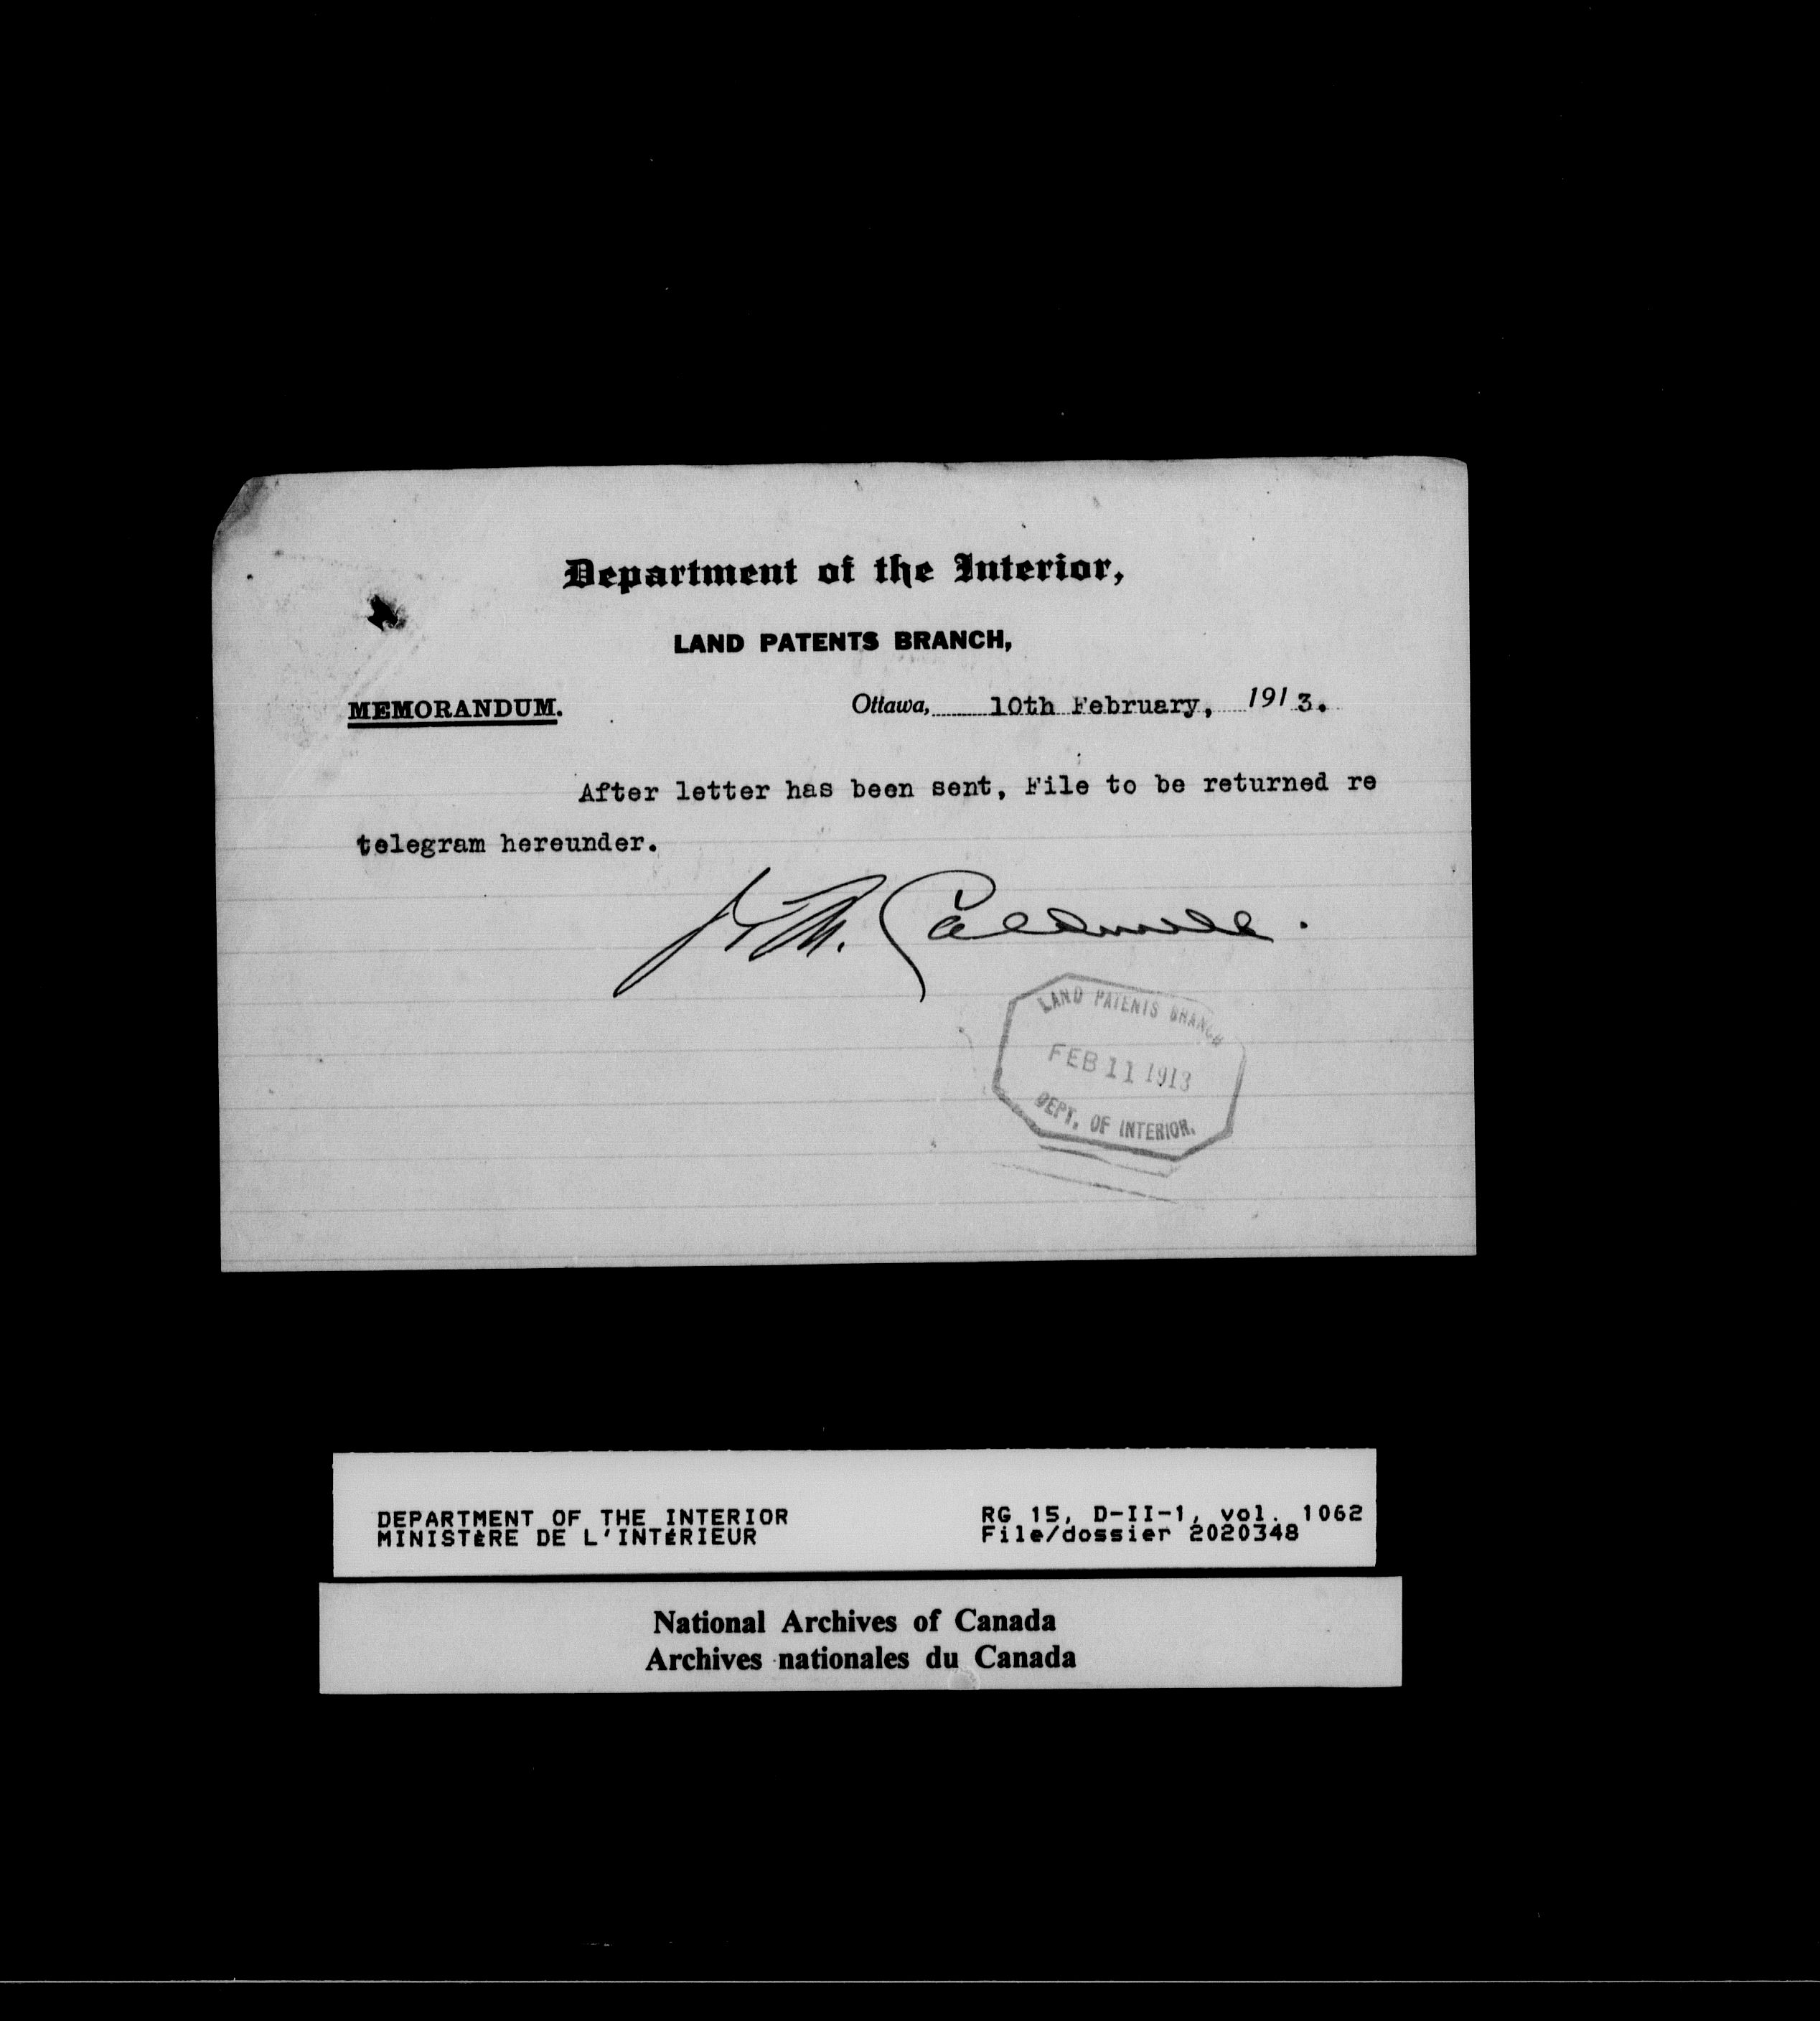 Department of the Interior,
LAND PATENTS BRANCH,
MEMORANDUM. Ottawa, 10th February, 1913.
After letter has been sent, File to be returned re
telegram hereunder.
Caldwell.
LAND PATENTS BRANCH
FEB 11 1913
DEPT. OF INTERIOR.
DEPARTMENT OF THE INTERIOR RG 15, D-II-1, vol. 1062
MINISTÈRE DE L'INTÉRIEUR File/dossier 2020348
National Archives of Canada
Archives nationales du Canada